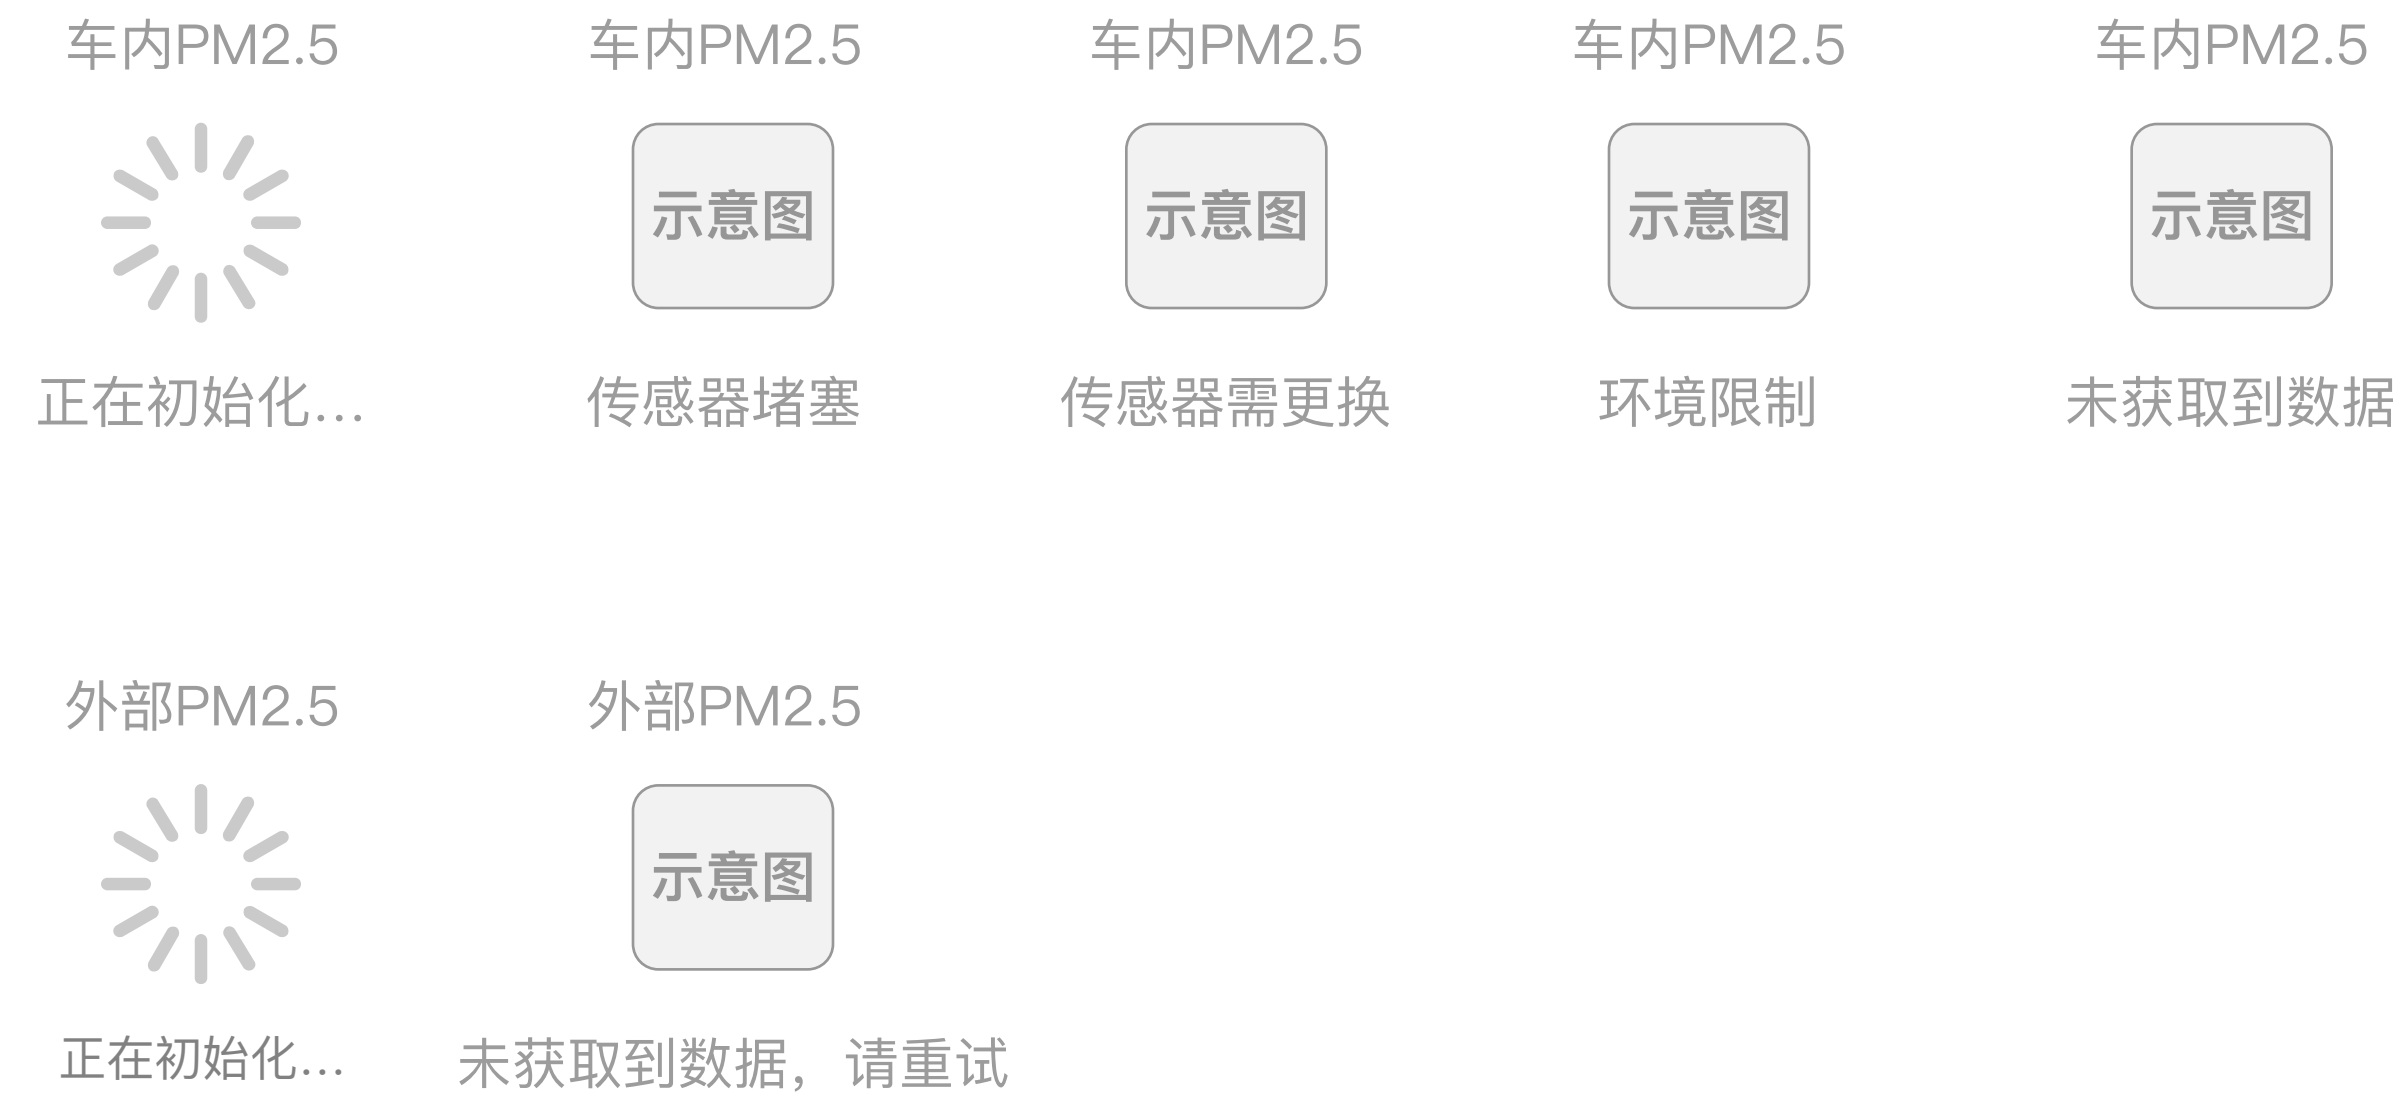 车内PM2.5
车内PM2.5
车内PM2.5
车内PM2.5
车内PM2.5
示意图
示意图
示意图
示意图
正在初始化...
传感器堵塞
传感器需更换
环境限制
未获取到数据
外部PM2.5
外部PM2.5
示意图
正在初始化...
未获取到数据，请重试